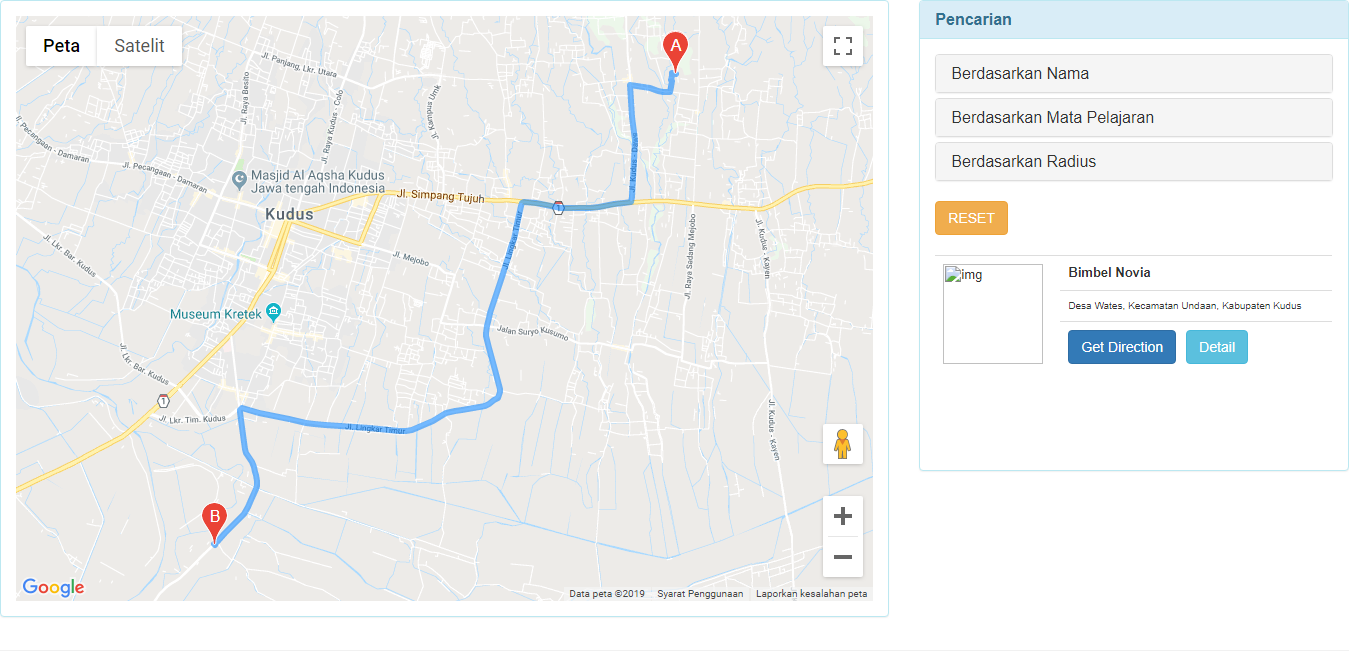 Peta
Satelit
A
Jl. Panjang, Lkr. Utara
Jl. Raya Besito
Jl. Raya Kudus - Colo
Jl. Kampus Umk
Jl. Pecangaan - Damaran
Jl. Pecangaan - Damaran
Jl. Kudus - Desa
Masjid Al Aqsha Kudus
Jawa tengah Indonesia
Jl. Simpang Tujuh
1
Kudus
Jl. Lkr. Bar. Kudus
Jl. Mejobo
Jl. Lingkar Timur
Jl. Raya Sadang Mejobo
Jl. Kudus - Kayen
Museum Kretek
Jalan Suryo Kusumo
Jl. Lkr. Bar. Kudus
1
Jl. Lkr. Tim. Kudus
Jl. Lingkar Timur
Jl. Kudus - Kayen
B
Google
Data peta ©2019
Syarat Penggunaan
Laporkan kesalahan peta
Pencarian
Berdasarkan Nama
Berdasarkan Mata Pelajaran
Berdasarkan Radius
RESET
img
Bimbel Novia
Desa Wates, Kecamatan Undaan, Kabupaten Kudus
Get Direction
Detail